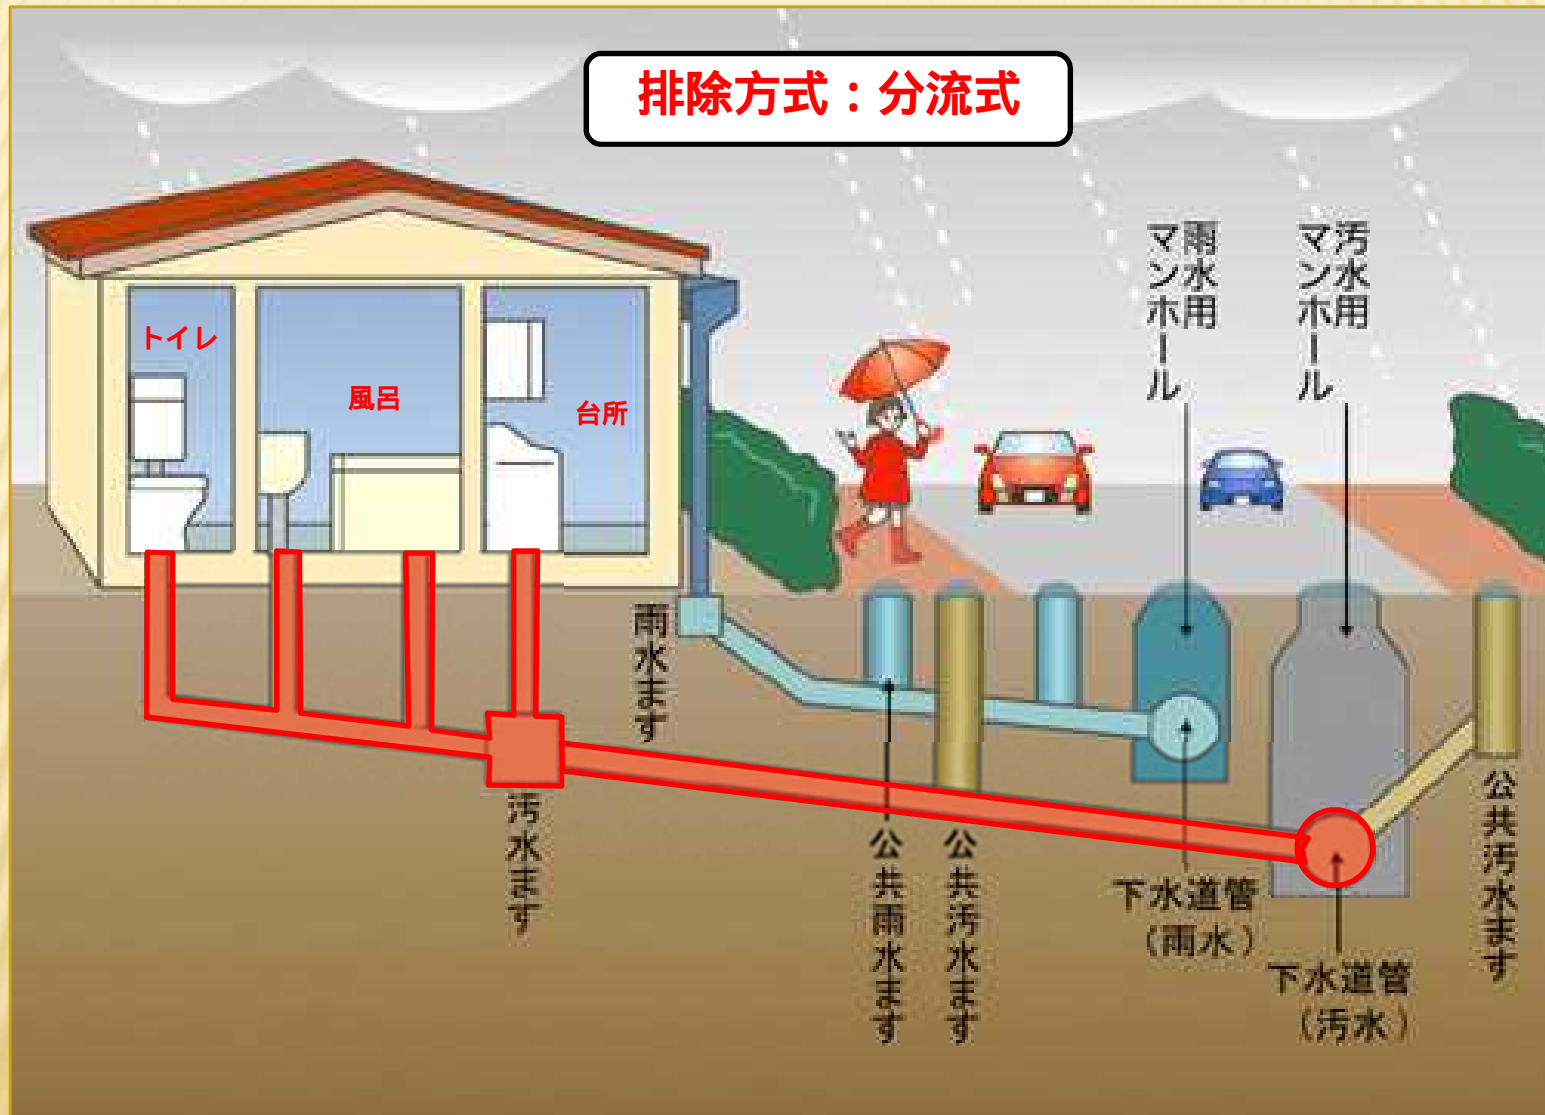 排除方式：分流式
トイレ
風呂
台所
雨水用
マンホール
汚水用
マンホール
雨水ます
汚水ます
公共雨水ます
公共汚水ます
下水道管
（雨水）
下水道管
（汚水）
公共汚水ます